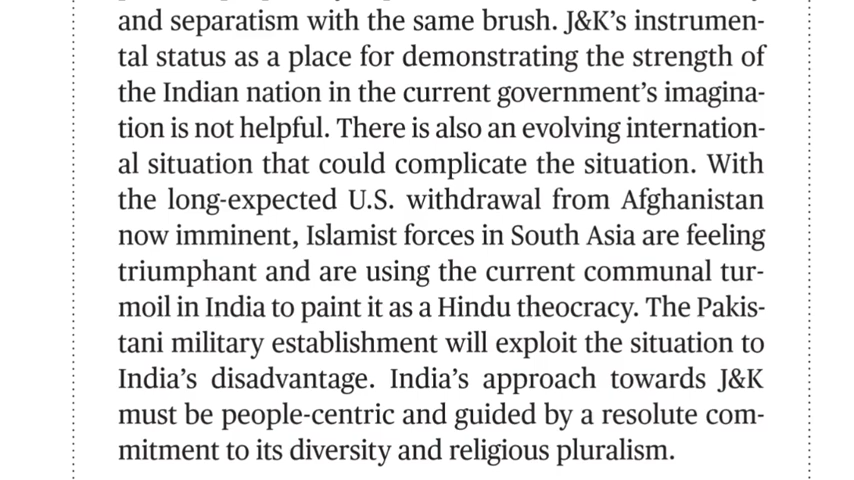 and separatism with the same brush. J&K’s instrumen-
tal status as a place for demonstrating the strength of
the Indian nation in the current government’s imagina-
tion is not helpful. There is also an evolving internation-
al situation that could complicate the situation. With
the long-expected U.S. withdrawal from Afghanistan
now imminent, Islamist forces in South Asia are feeling
triumphant and are using the current communal tur-
moil in India to paint it as a Hindu theocracy. The Pakis-
tani military establishment will exploit the situation to
India’s disadvantage. India’s approach towards J&K
must be people-centric and guided by a resolute com-
mitment to its diversity and religious pluralism.